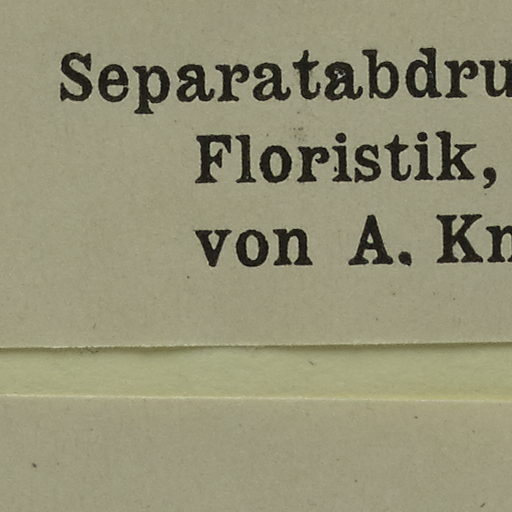 Separatabdru
Floristik,
von A. Kn